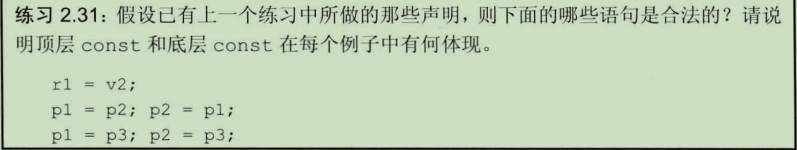 练习 2.31：假设已有上一个练习中所做的那些声明，则下面的哪些语句是合法的？请说
明顶层 const 和底层 const 在每个例子中有何体现。
r1 = v2;
p1 = p2; p2 = p1;
p1 = p3; p2 = p3;